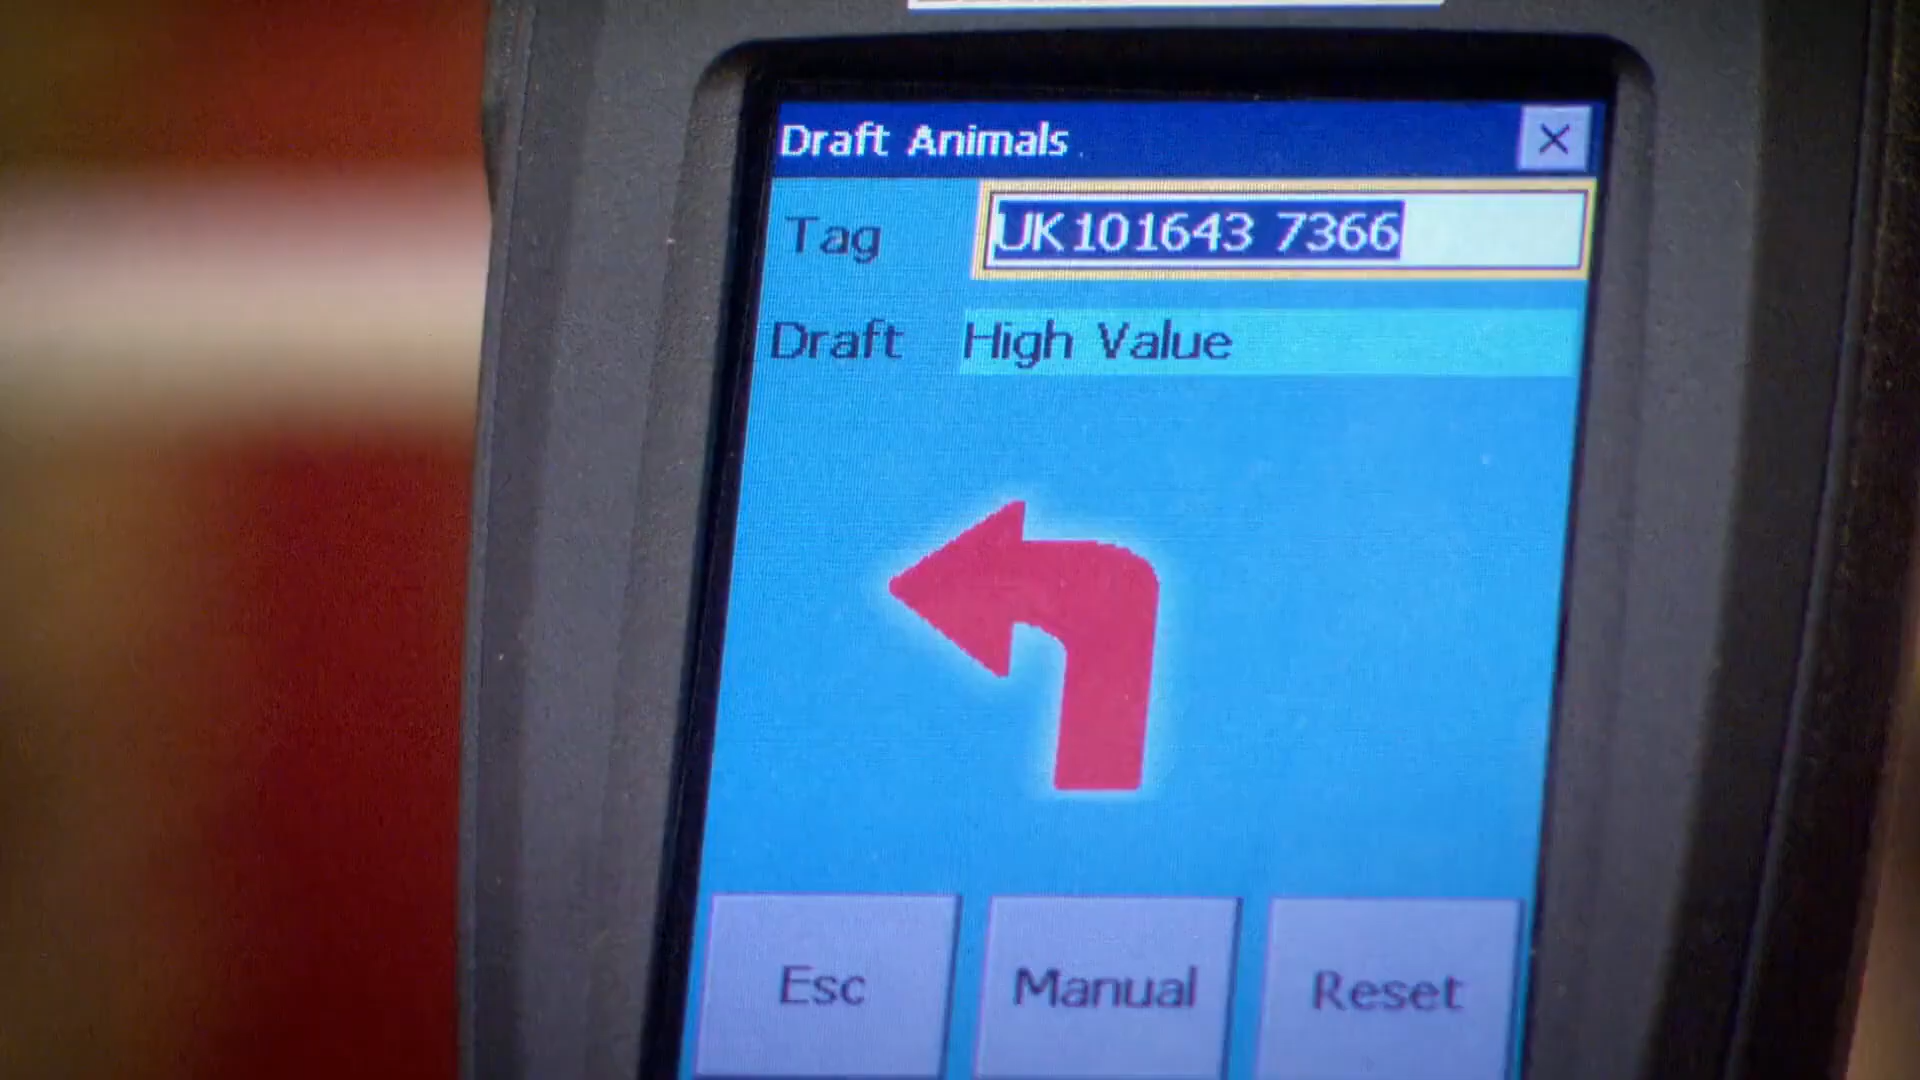 Draft Animals
Tag UK101643 7366
Draft High Value
Esc Manual Reset